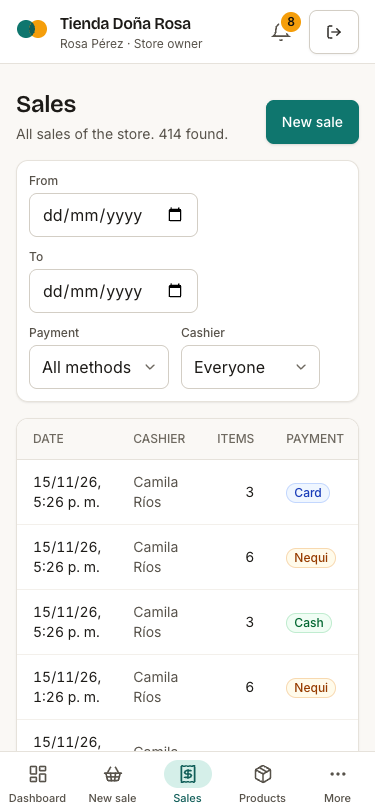 Tienda Doña Rosa
Rosa Pérez · Store owner
8
Sales
All sales of the store. 414 found.
New sale
From
dd/mm/yyyy
To
dd/mm/yyyy
Payment
Cashier
All methods
Everyone
DATE CASHIER ITEMS PAYMENT
15/11/26, 5:26 p. m. Camila Ríos 3 Card
15/11/26, 5:26 p. m. Camila Ríos 6 Nequi
15/11/26, 5:26 p. m. Camila Ríos 3 Cash
15/11/26, 1:26 p. m. Camila Ríos 6 Nequi
15/11/26, Camila
Dashboard New sale Sales Products More